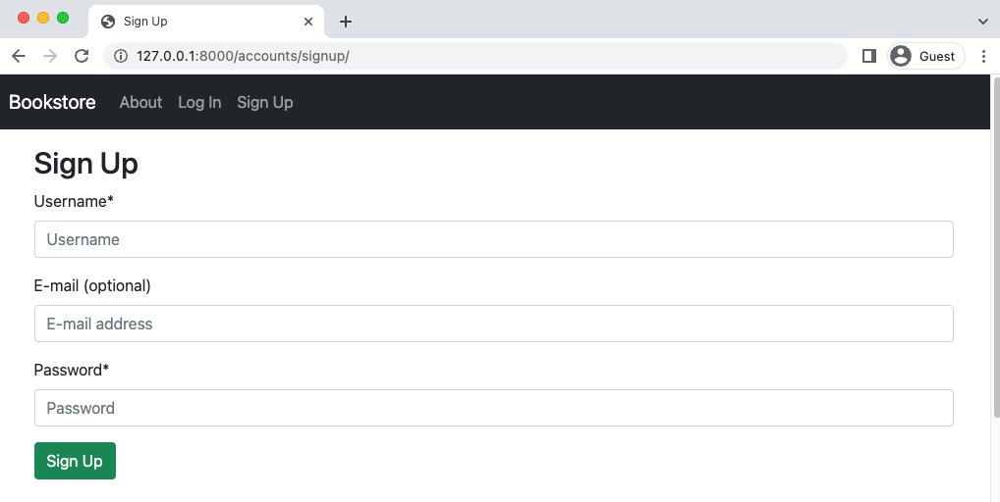 Sign Up
127.0.0.1:8000/accounts/signup/
Guest
Bookstore About Log In Sign Up
Sign Up
Username*
Username
E-mail (optional)
E-mail address
Password*
Password
Sign Up